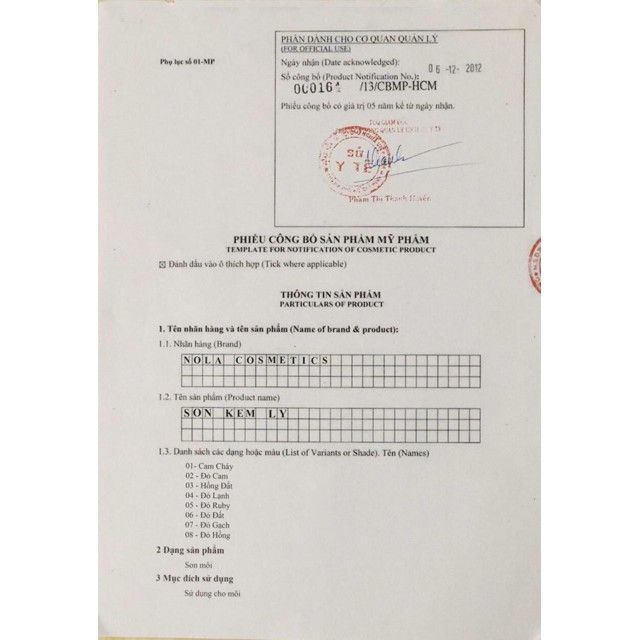 Phụ lục số 01-MP
PHẦN DÀNH CHO CƠ QUAN QUẢN LÝ
(FOR OFFICIAL USE)
Ngày nhận (Date acknowledged): 06-12-2012
Số công bố (Product Notification No.):
000164 /13/CBMP-HCM
Phiếu công bố có giá trị 05 năm kể từ ngày nhận.
SỞ
Y TẾ
Phạm Thị Thanh Huyền
PHIẾU CÔNG BỐ SẢN PHẨM MỸ PHẨM
TEMPLATE FOR NOTIFICATION OF COSMETIC PRODUCT
☒ Đánh dấu vào ô thích hợp (Tick where applicable)
THÔNG TIN SẢN PHẨM
PARTICULARS OF PRODUCT
1. Tên nhãn hàng và tên sản phẩm (Name of brand & product):
1.1. Nhãn hàng (Brand)
NOLA COSMETICS
1.2. Tên sản phẩm (Product name)
SON KEM LY
1.3. Danh sách các dạng hoặc màu (List of Variants or Shade). Tên (Names)
01- Cam Cháy
02 - Đỏ Cam
03 - Hồng Đất
04 - Đỏ Lạnh
05 - Đỏ Ruby
06 - Đỏ Đất
07 - Đỏ Gạch
08 - Đỏ Hồng
2 Dạng sản phẩm
Son môi
3 Mục đích sử dụng
Sử dụng cho môi